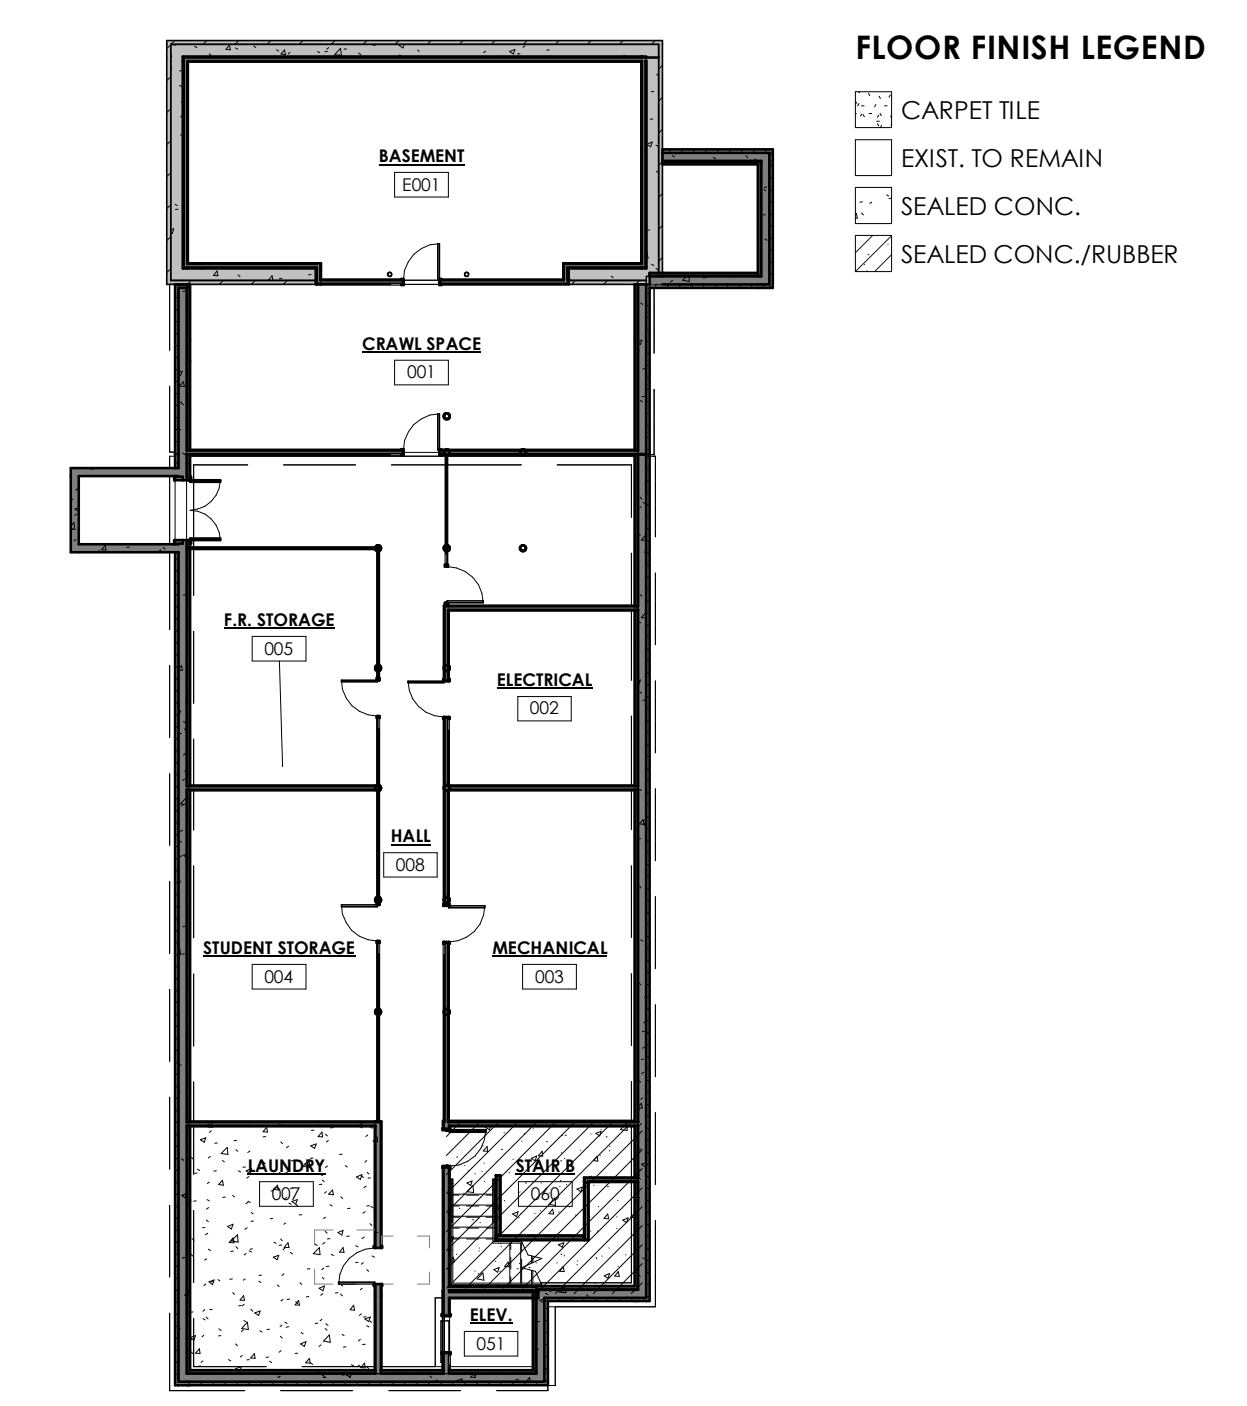 FLOOR FINISH LEGEND
CARPET TILE
EXIST. TO REMAIN
SEALED CONC.
SEALED CONC./RUBBER
BASEMENT
E001
CRAWL SPACE
001
F.R. STORAGE
005
ELECTRICAL
002
HALL
008
STUDENT STORAGE
004
MECHANICAL
003
LAUNDRY
007
STAIR B
060
ELEV.
051